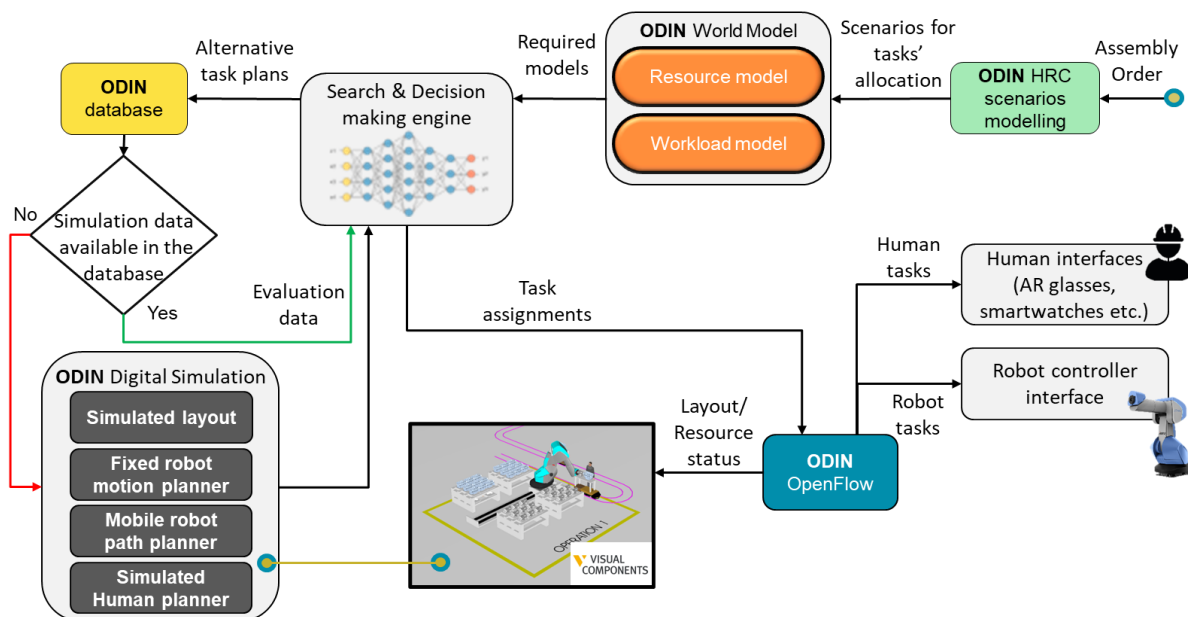 Assembly
Order
ODIN HRC
scenarios
modelling
Scenarios for
tasks'
allocation
ODIN World Model
Resource model
Workload model
Required
models
Search & Decision
making engine
Alternative
task plans
ODIN
database
Simulation data
available in the
database
No
Yes
Evaluation
data
ODIN Digital Simulation
Simulated layout
Fixed robot
motion planner
Mobile robot
path planner
Simulated
Human planner
Task
assignments
Layout/
Resource
status
OPERATION 1
VISUAL
COMPONENTS
ODIN
OpenFlow
Human
tasks
Human interfaces
(AR glasses,
smartwatches etc.)
Robot
tasks
Robot controller
interface